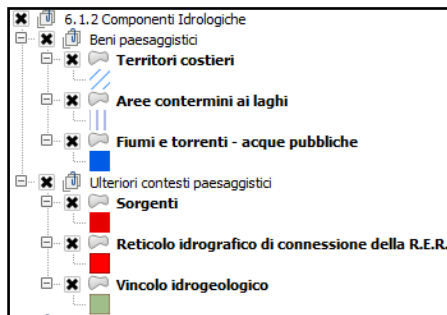 6.1.2 Componenti Idrologiche
Beni paesaggistici
Territori costieri
Aree contermini ai laghi
Fiumi e torrenti - acque pubbliche
Ulteriori contesti paesaggistici
Sorgenti
Reticolo idrografico di connessione della R.E.R.
Vincolo idrogeologico